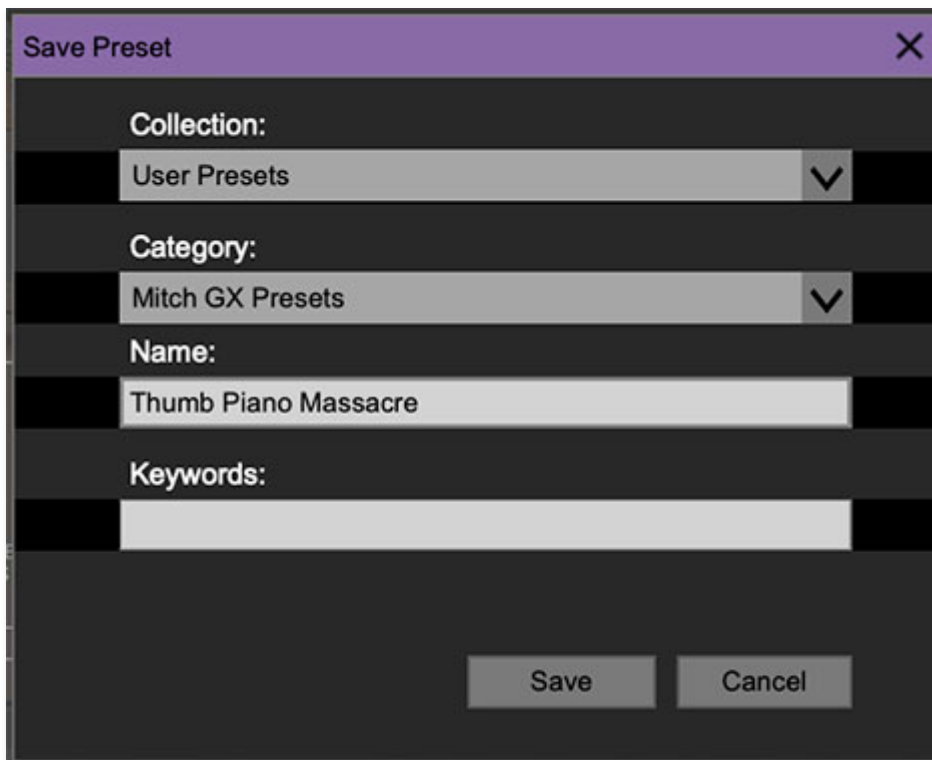 Save Preset
Collection:
User Presets
Category:
Mitch GX Presets
Name:
Thumb Piano Massacre
Keywords:
Save Cancel